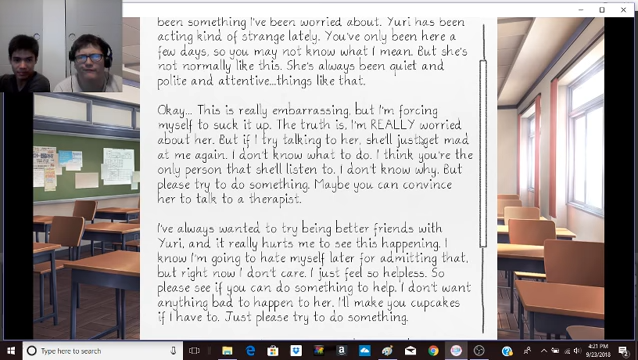 been something I've been worried about. Yuri has been
acting kind of strange lately. You've only been here a
few days, so you may not know what I mean. But she's
not normally like this. She's always been quiet and
polite and attentive...things like that.
Okay... This is really embarrassing, but I'm forcing
myself to suck it up. The truth is, I'm REALLY worried
about her. But if I try talking to her, she'll just get mad
at me again. I don't know what to do. I think you're the
only person that she'll listen to. I don't know why. But
please try to do something. Maybe you can convince
her to talk to a therapist.
I've always wanted to try being better friends with
Yuri, and it really hurts me to see this happening. I
know I'm going to hate myself later for admitting that,
but right now I don't care. I just feel so helpless. So
please see if you can do something to help. I don't want
anything bad to happen to her. I'll make you cupcakes
if I have to. Just please try to do something.
Type here to search
4:21 PM
9/23/2018